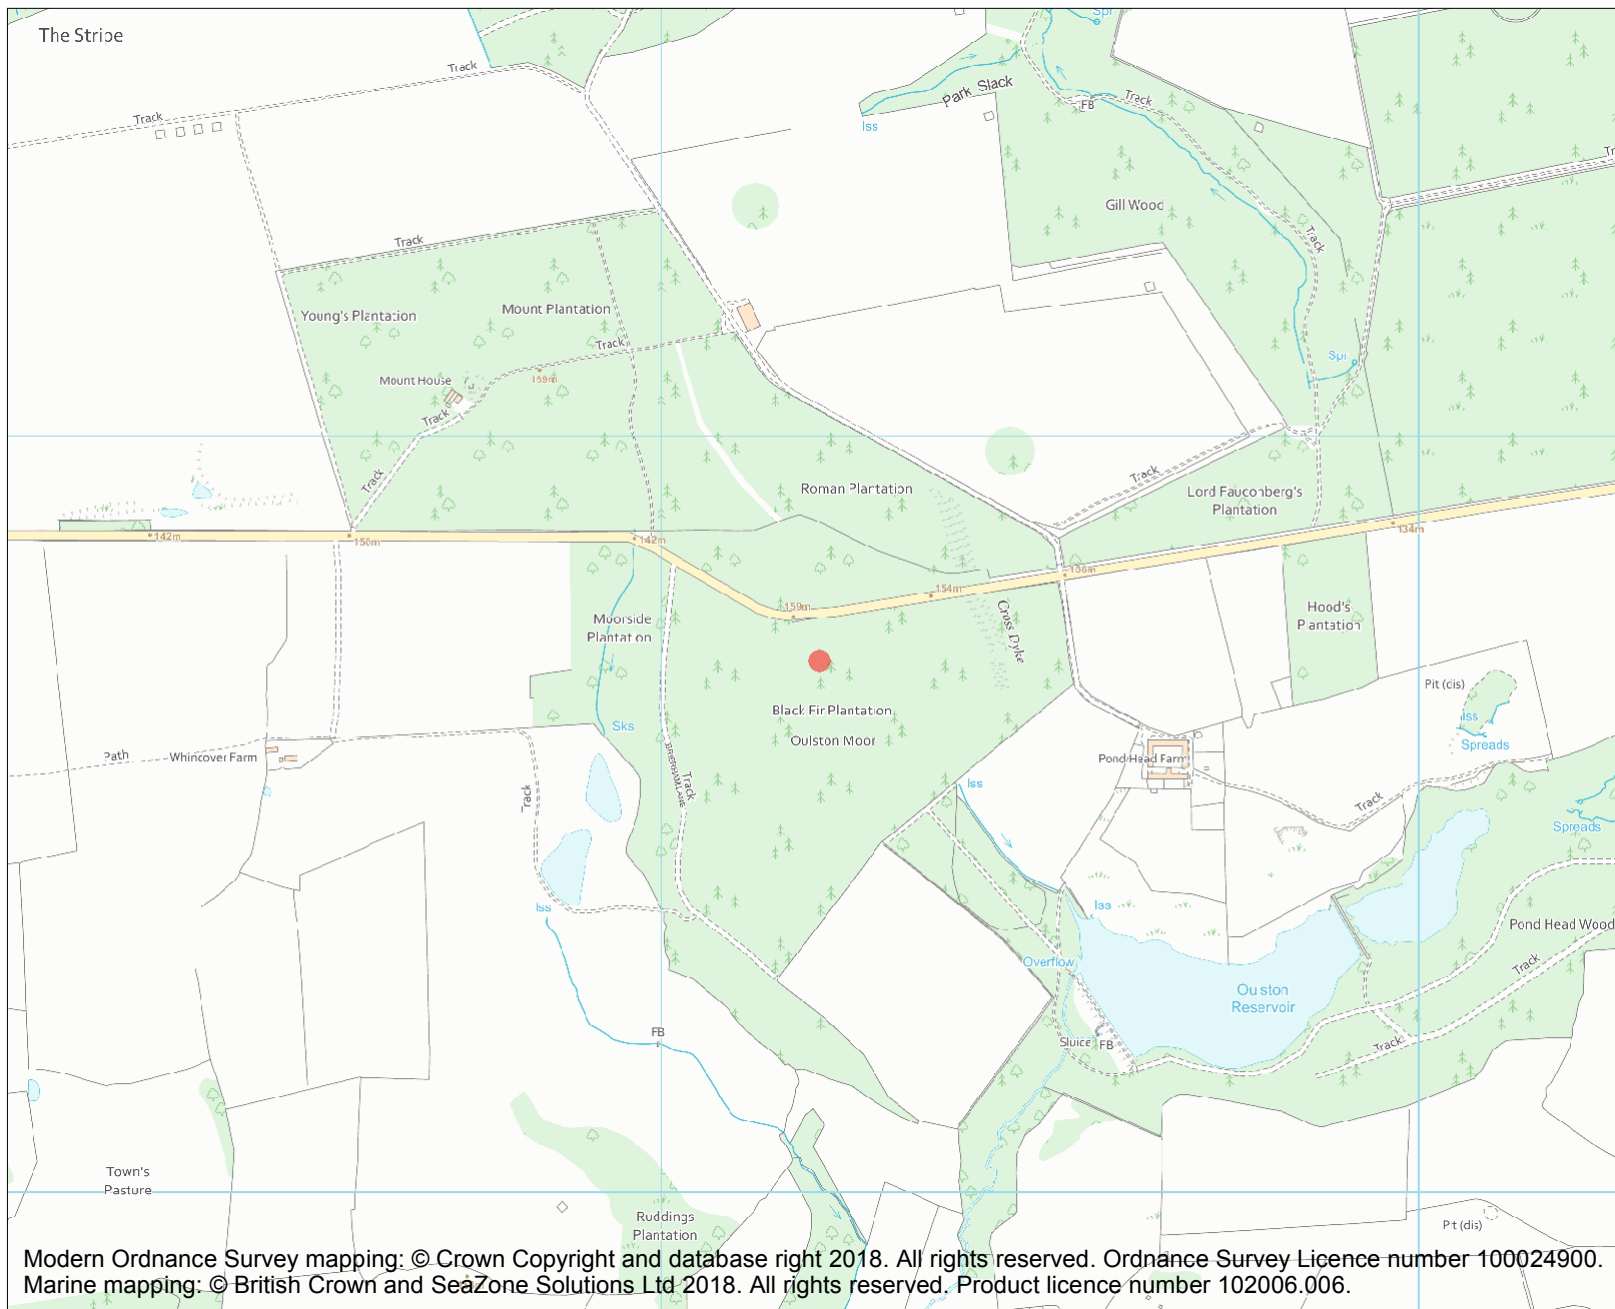 The Stripe
Spr
Track
Track
Park Slack
FB
Track
Iss
Gill Wood
Track
Track
Young's Plantation
Mount Plantation
Track
Spr
Mount House
169m
Track
Track
Track
Roman Plantation
Lord Fauconberg's
Plantation
142m
150m
142m
134m
136m
154m
159m
Cross Dyke
Moorside
Plantation
Hood's
Plantation
Pit (dis)
Black Fir Plantation
Oulston Moor
Sks
Iss
Spreads
Path
Whincover Farm
Pond Head Farm
Track
Track
Iss
Track
Spreads
Iss
Iss
Pond Head Wood
Overflow
Track
Oulston
Reservoir
FB
Sluice
FB
Track
Town's
Pasture
Ruddings
Plantation
Pit (dis)
Modern Ordnance Survey mapping: © Crown Copyright and database right 2018. All rights reserved. Ordnance Survey Licence number 100024900.
Marine mapping: © British Crown and SeaZone Solutions Ltd 2018. All rights reserved. Product licence number 102006.006.